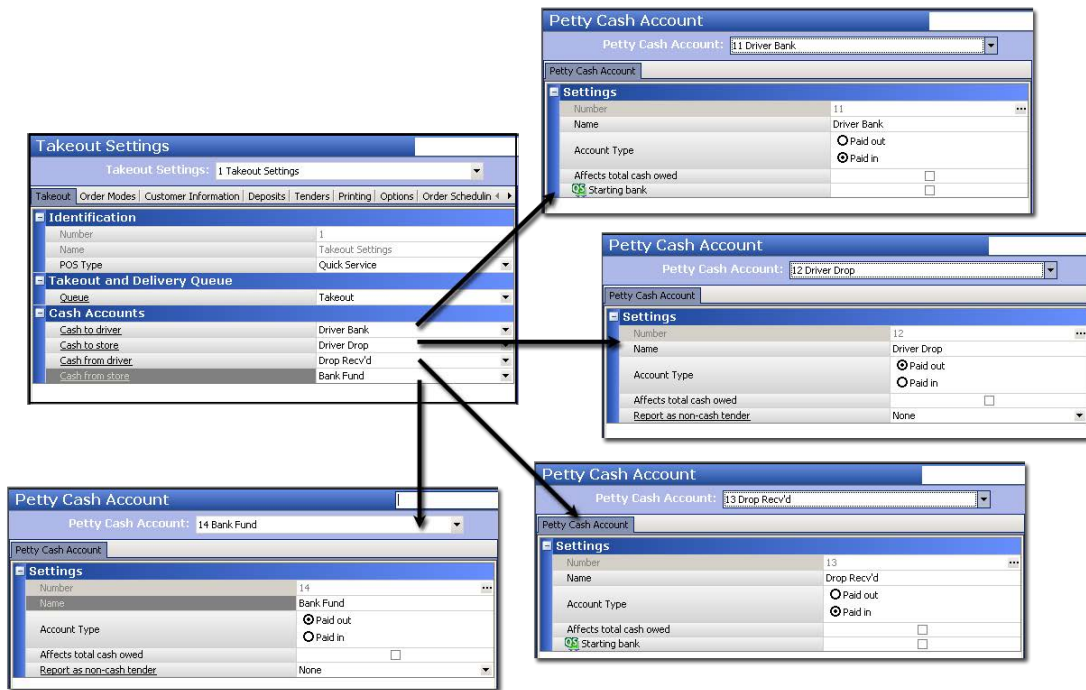 Takeout Settings
Takeout Settings: 1 Takeout Settings
Takeout Order Modes Customer Information Deposits Tenders Printing Options Order Schedulin
Identification
Number 1
Name Takeout Settings
POS Type Quick Service
Takeout and Delivery Queue
Queue Takeout
Cash Accounts
Cash to driver Driver Bank
Cash to store Driver Drop
Cash from driver Drop Recv'd
Cash from store Bank Fund
Petty Cash Account
Petty Cash Account: 11 Driver Bank
Petty Cash Account
Settings
Number 11 ...
Name Driver Bank
Account Type Paid out
Paid in
Affects total cash owed
QS Starting bank
Petty Cash Account
Petty Cash Account: 12 Driver Drop
Petty Cash Account
Settings
Number 12 ...
Name Driver Drop
Account Type Paid out
Paid in
Affects total cash owed
Report as non-cash tender None
Petty Cash Account
Petty Cash Account: 13 Drop Recv'd
Petty Cash Account
Settings
Number 13 ...
Name Drop Recv'd
Account Type Paid out
Paid in
Affects total cash owed
QS Starting bank
Petty Cash Account
Petty Cash Account: 14 Bank Fund
Petty Cash Account
Settings
Number 14 ...
Name Bank Fund
Account Type Paid out
Paid in
Affects total cash owed
Report as non-cash tender None